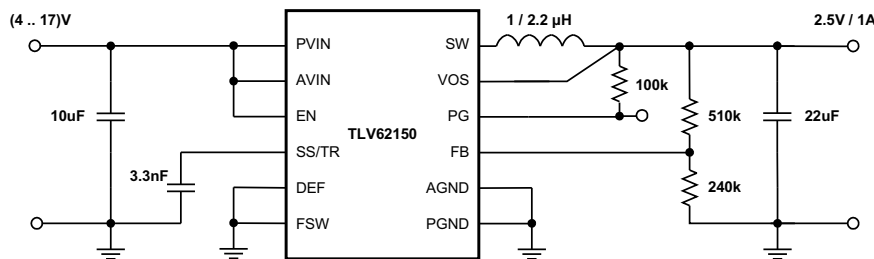 (4 .. 17)V
1 / 2.2 µH
2.5V / 1A
PVIN
SW
AVIN
VOS
100k
10uF
EN
PG
510k
22uF
TLV62150
SS/TR
FB
3.3nF
DEF
AGND
240k
FSW
PGND